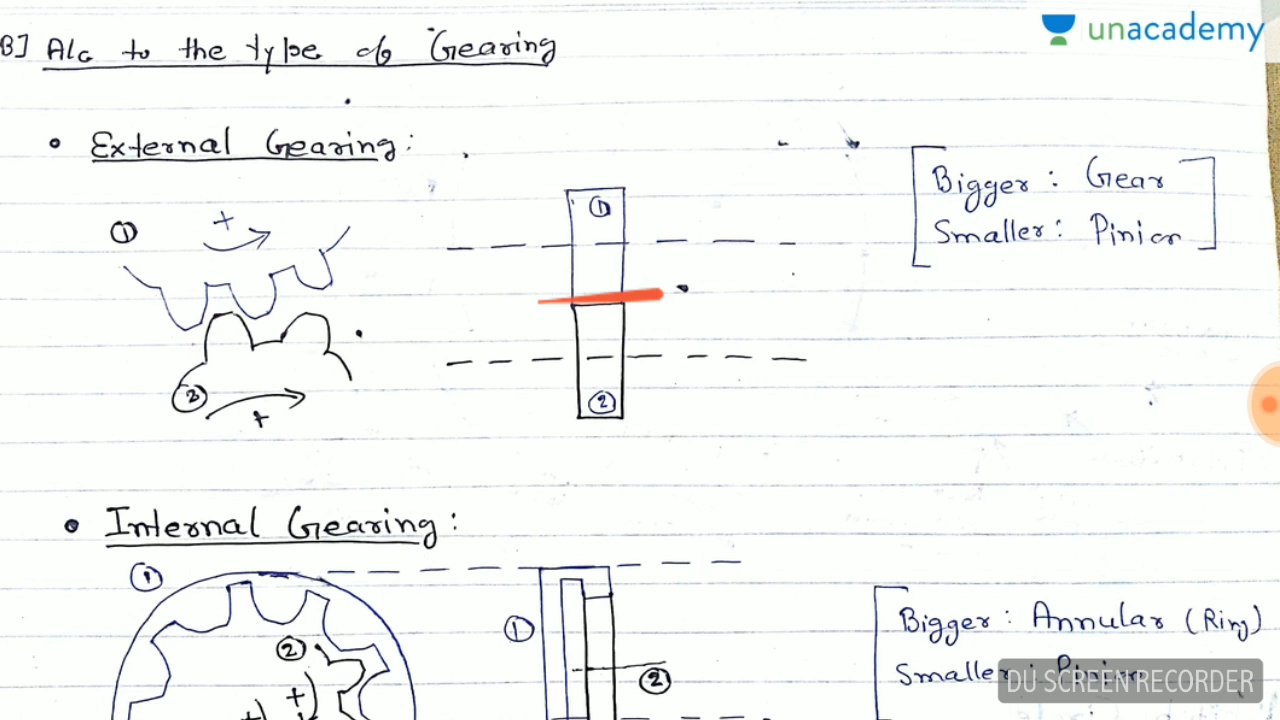 B] A/c to the type of Gearing
unacademy
• External Gearing:
① +
Bigger: Gear
Smaller: Pinion
①
② +
②
• Internal Gearing:
①
Bigger: Annular (Ring)
①
②
Smaller: Pinion
②
+
+
DU SCREEN RECORDER